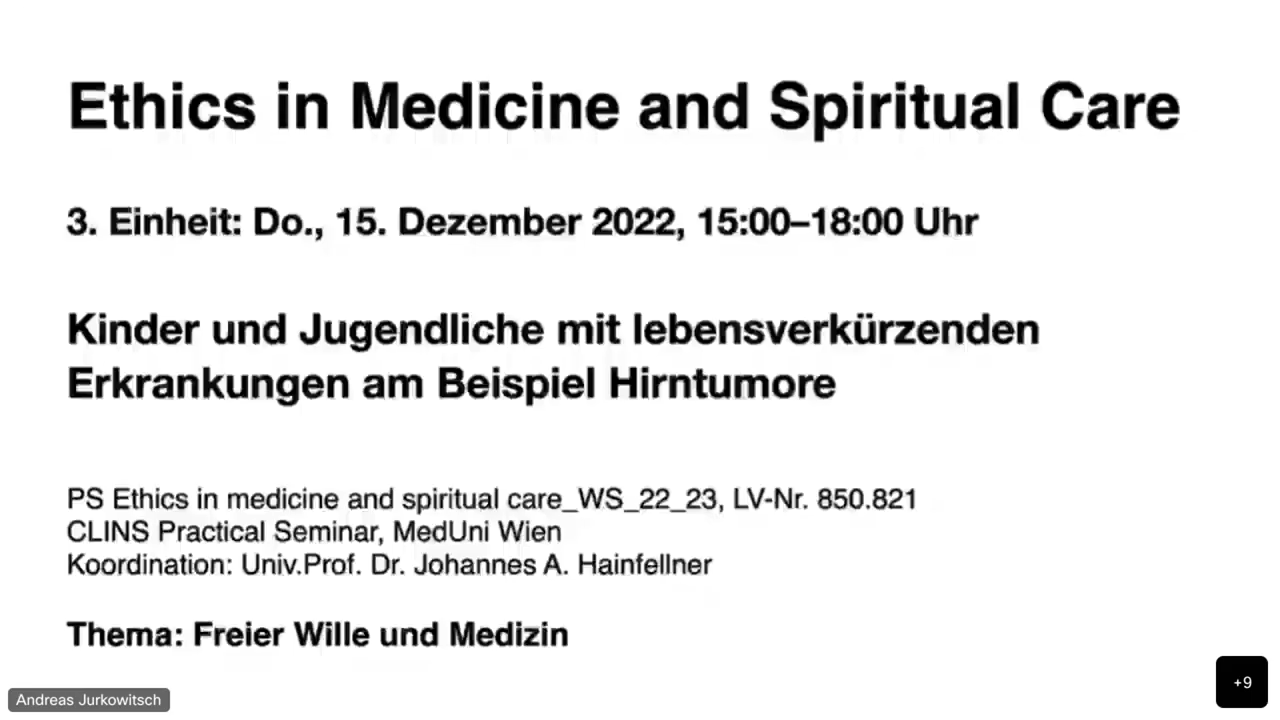 Ethics in Medicine and Spiritual Care
3. Einheit: Do., 15. Dezember 2022, 15:00–18:00 Uhr
Kinder und Jugendliche mit lebensverkürzenden
Erkrankungen am Beispiel Hirntumore
PS Ethics in medicine and spiritual care_WS_22_23, LV-Nr. 850.821
CLINS Practical Seminar, MedUni Wien
Koordination: Univ.Prof. Dr. Johannes A. Hainfellner
Thema: Freier Wille und Medizin
Andreas Jurkowitsch
+9